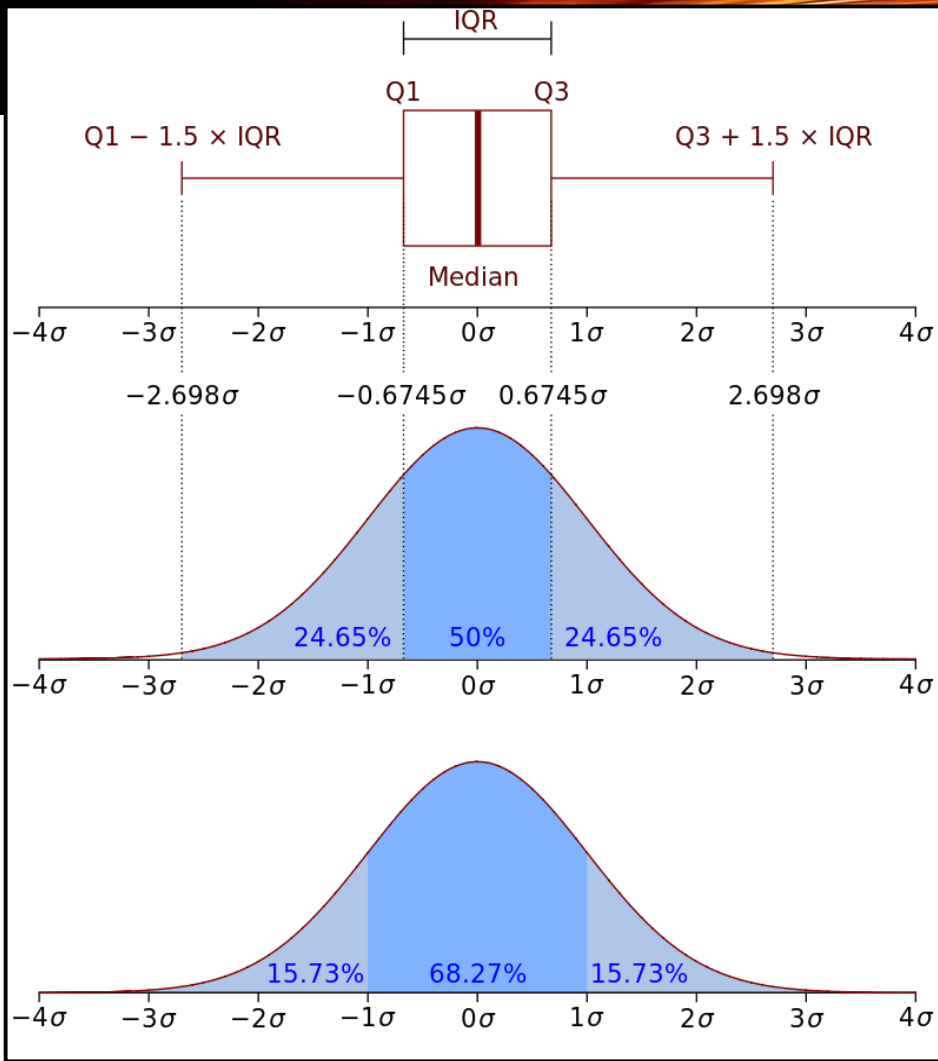 IQR
Q1 Q3
Q1 − 1.5 × IQR Q3 + 1.5 × IQR
Median
−4σ −3σ −2σ −1σ 0σ 1σ 2σ 3σ 4σ
−2.698σ −0.6745σ 0.6745σ 2.698σ
24.65% 50% 24.65%
−4σ −3σ −2σ −1σ 0σ 1σ 2σ 3σ 4σ
15.73% 68.27% 15.73%
−4σ −3σ −2σ −1σ 0σ 1σ 2σ 3σ 4σ